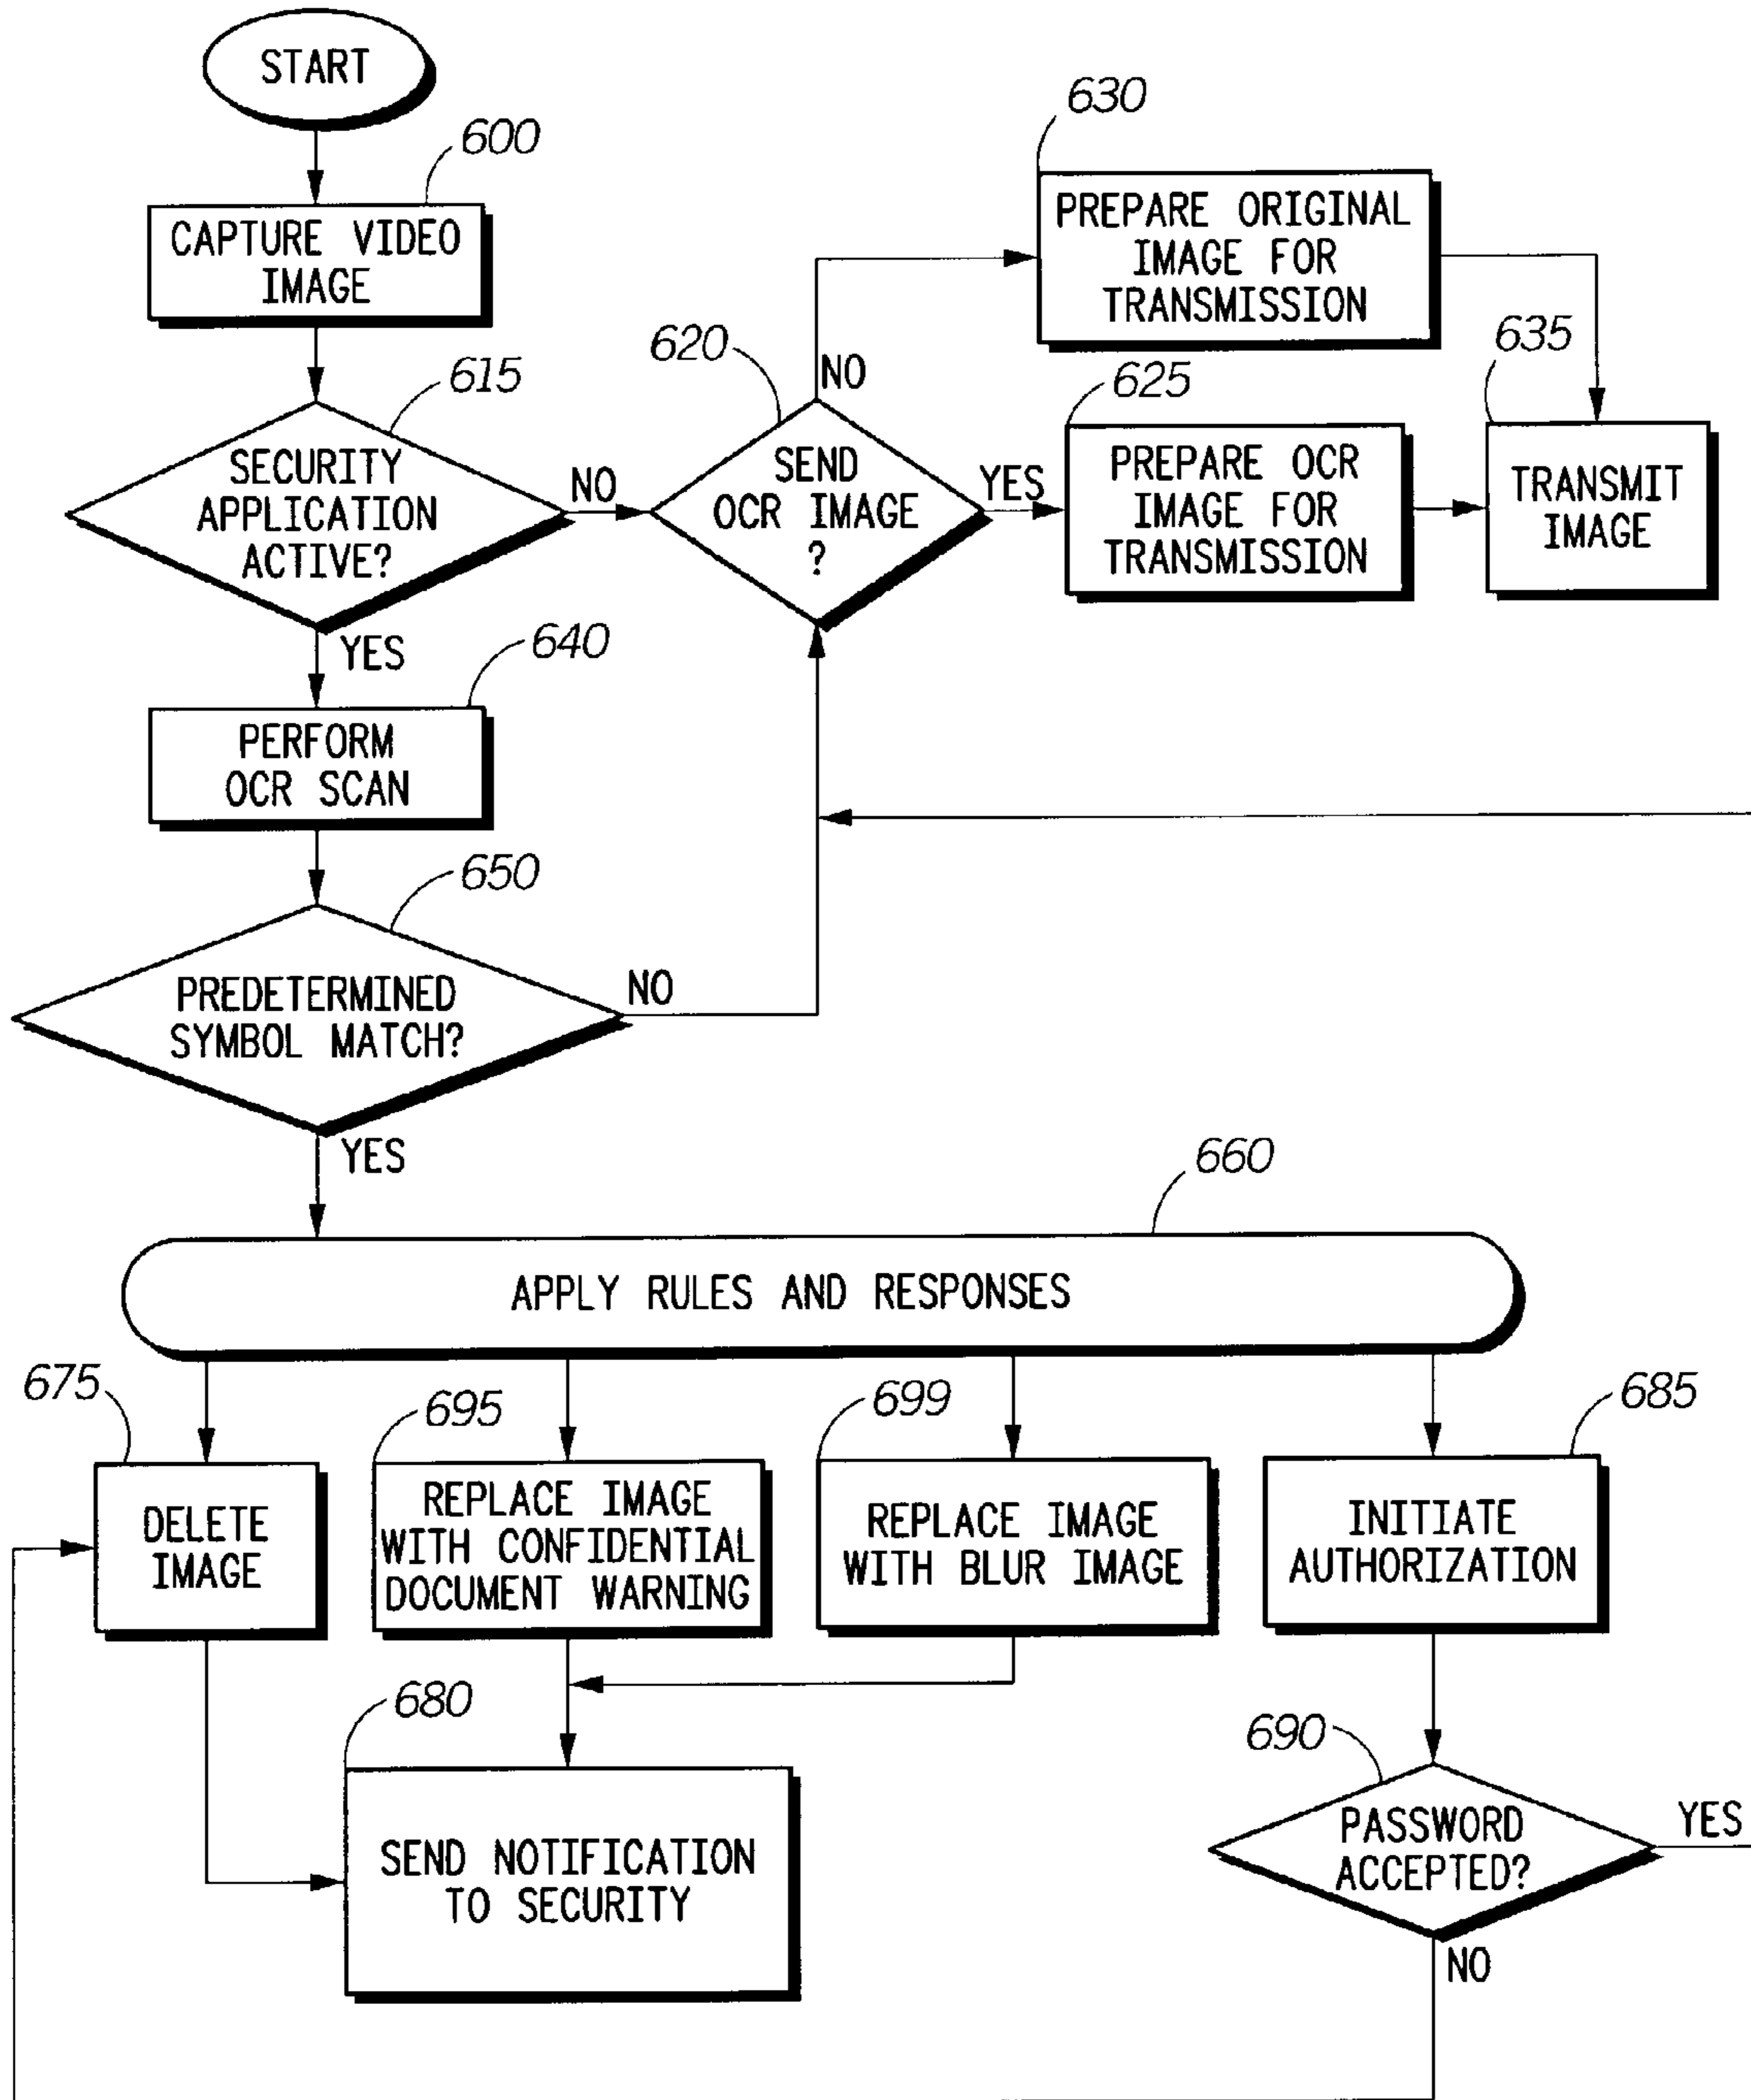 START
600
CAPTURE VIDEO
IMAGE
615
SECURITY
APPLICATION
ACTIVE?
NO
YES
620
SEND
OCR IMAGE
?
NO
YES
630
PREPARE ORIGINAL
IMAGE FOR
TRANSMISSION
625
PREPARE OCR
IMAGE FOR
TRANSMISSION
635
TRANSMIT
IMAGE
640
PERFORM
OCR SCAN
650
PREDETERMINED
SYMBOL MATCH?
NO
YES
660
APPLY RULES AND RESPONSES
675
DELETE
IMAGE
695
REPLACE IMAGE
WITH CONFIDENTIAL
DOCUMENT WARNING
699
REPLACE IMAGE
WITH BLUR IMAGE
685
INITIATE
AUTHORIZATION
680
SEND NOTIFICATION
TO SECURITY
690
PASSWORD
ACCEPTED?
YES
NO